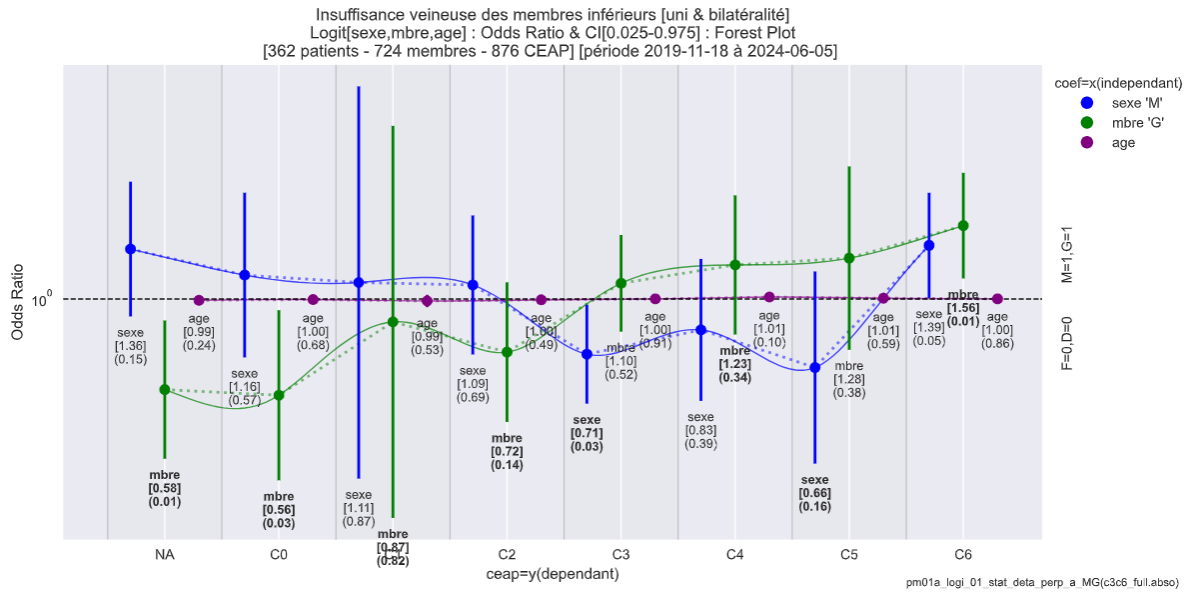 Insuffisance veineuse des membres inférieurs [uni & bilatéralité]
Logit[sexe,mbre,age] : Odds Ratio & CI[0.025-0.975] : Forest Plot
[362 patients - 724 membres - 876 CEAP] [période 2019-11-18 à 2024-06-05]
coef=x(independant)
sexe 'M'
mbre 'G'
age
Odds Ratio
10^0
M=1,G=1
F=0,D=0
sexe
[1.36]
(0.15)
mbre
[0.58]
(0.01)
age
[0.99]
(0.24)
sexe
[1.16]
(0.57)
mbre
[0.56]
(0.03)
age
[1.00]
(0.68)
sexe
[1.11]
(0.87)
mbre
[0.87]
(0.82)
age
[0.99]
(0.53)
sexe
[1.09]
(0.69)
mbre
[0.72]
(0.14)
age
[1.00]
(0.49)
sexe
[0.71]
(0.03)
mbre
[1.10]
(0.52)
age
[1.00]
(0.91)
sexe
[0.83]
(0.39)
mbre
[1.23]
(0.34)
age
[1.01]
(0.10)
sexe
[0.66]
(0.16)
mbre
[1.28]
(0.38)
age
[1.01]
(0.59)
sexe
[1.39]
(0.05)
mbre
[1.56]
(0.01)
age
[1.00]
(0.86)
NA
C0
C2
C3
C4
C5
C6
ceap=y(dependant)
pm01a_logi_01_stat_deta_perp_a_MG(c3c6_full.abso)